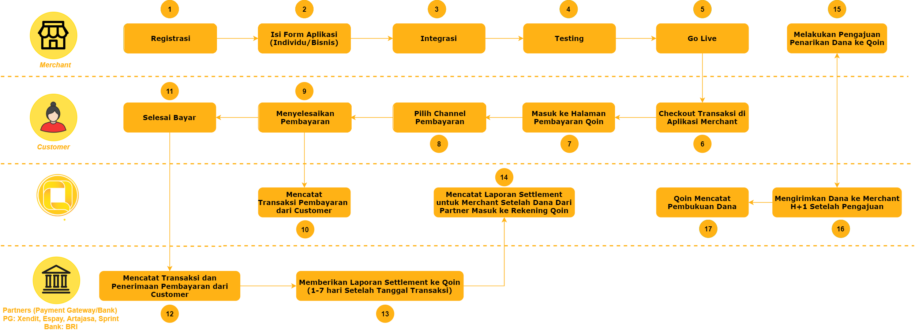 1
2
3
4
5
15
Registrasi
Isi Form Aplikasi
(Individu/Bisnis)
Integrasi
Testing
Go Live
Melakukan Pengajuan
Penarikan Dana ke Qoin
Merchant
11
9
Selesai Bayar
Menyelesaikan
Pembayaran
Pilih Channel
Pembayaran
Masuk ke Halaman
Pembayaran Qoin
Checkout Transaksi di
Aplikasi Merchant
8
7
6
Customer
14
Mencatat
Transaksi Pembayaran
dari Customer
Mencatat Laporan Settlement
untuk Merchant Setelah Dana Dari
Partner Masuk ke Rekening Qoin
Qoin Mencatat
Pembukuan Dana
Mengirimkan Dana ke Merchant
H+1 Setelah Pengajuan
10
17
16
Mencatat Transaksi dan
Penerimaan Pembayaran dari
Customer
Memberikan Laporan Settlement ke Qoin
(1-7 hari Setelah Tanggal Transaksi)
12
13
Partners (Payment Gateway/Bank)
PG: Xendit, Espay, Artajasa, Sprint
Bank: BRI